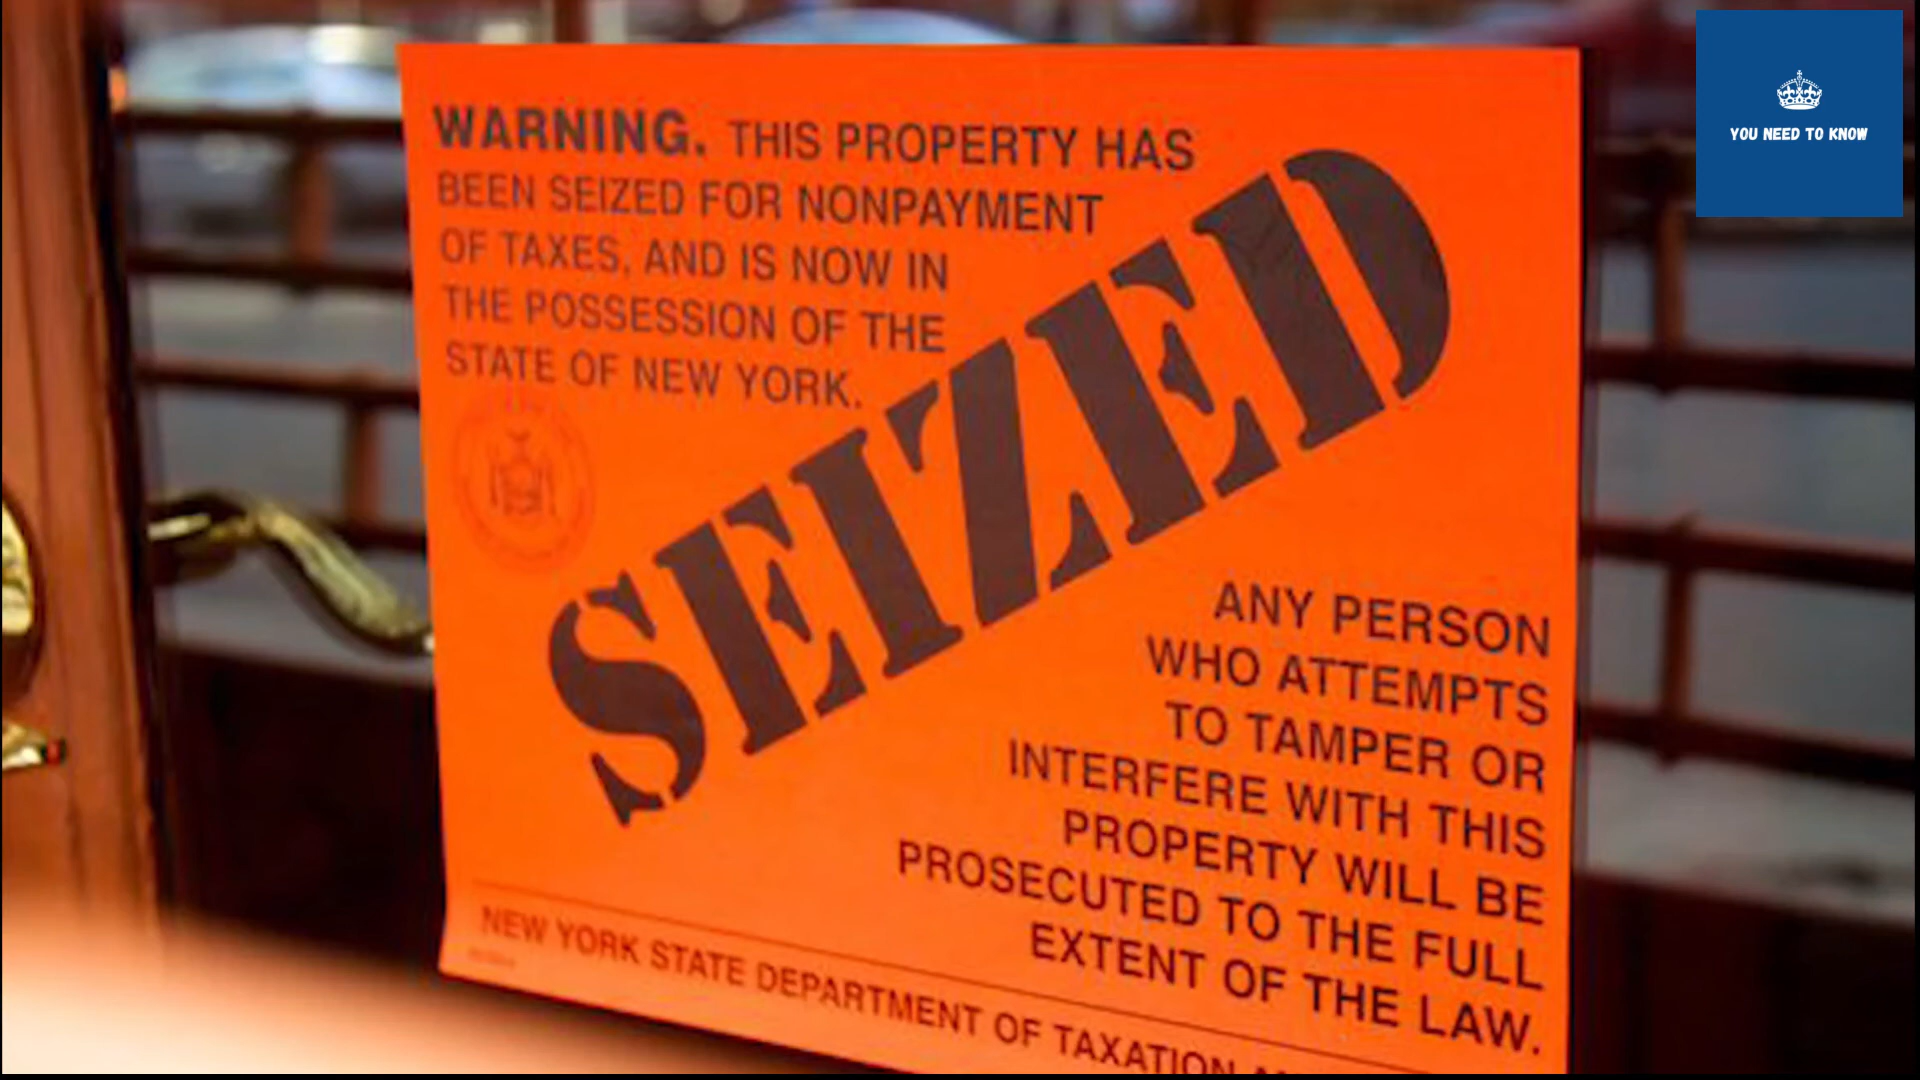 YOU NEED TO KNOW
WARNING. THIS PROPERTY HAS
BEEN SEIZED FOR NONPAYMENT
OF TAXES, AND IS NOW IN
THE POSSESSION OF THE
STATE OF NEW YORK.
SEIZED
ANY PERSON
WHO ATTEMPTS
TO TAMPER OR
INTERFERE WITH THIS
PROPERTY WILL BE
PROSECUTED TO THE FULL
EXTENT OF THE LAW.
NEW YORK STATE DEPARTMENT OF TAXATION